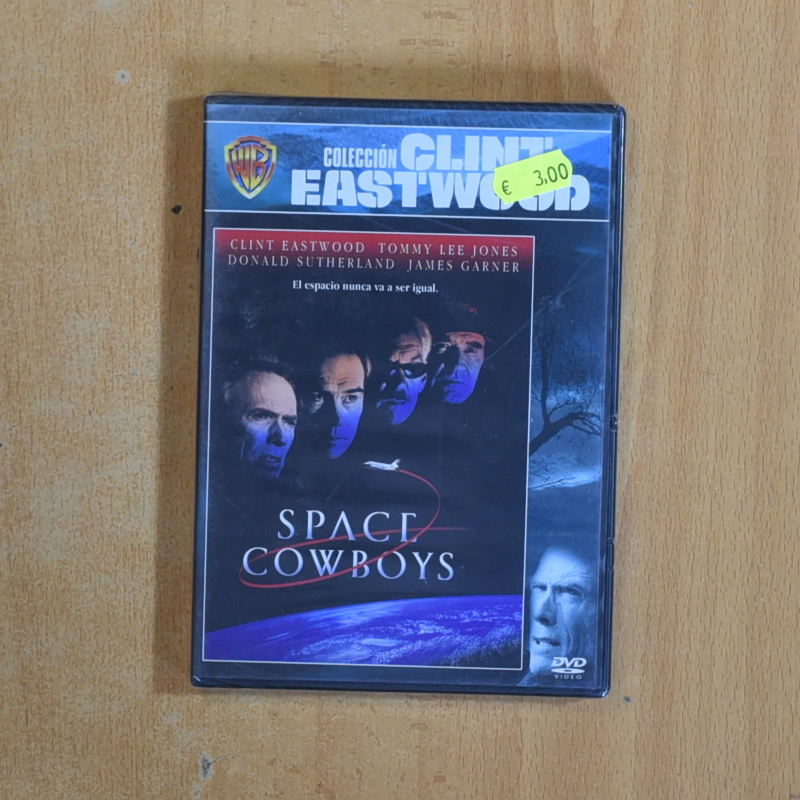 WB
COLECCIÓN CLINT
EASTWOOD
€ 3,00
CLINT EASTWOOD TOMMY LEE JONES
DONALD SUTHERLAND JAMES GARNER
El espacio nunca va a ser igual.
SPACE
COWBOYS
DVD
VIDEO